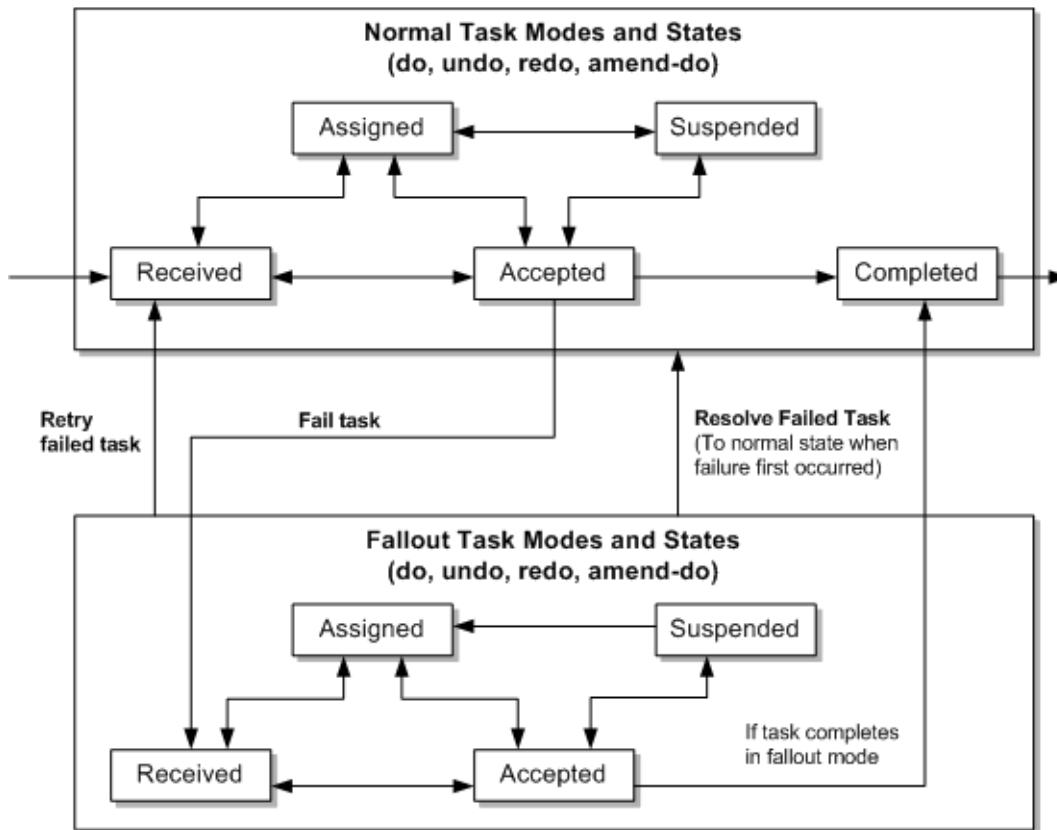 Normal Task Modes and States
(do, undo, redo, amend-do)
Assigned
Suspended
Received
Accepted
Completed
Retry
failed task
Fail task
Resolve Failed Task
(To normal state when
failure first occurred)
Fallout Task Modes and States
(do, undo, redo, amend-do)
Assigned
Suspended
Received
Accepted
If task completes
in fallout mode